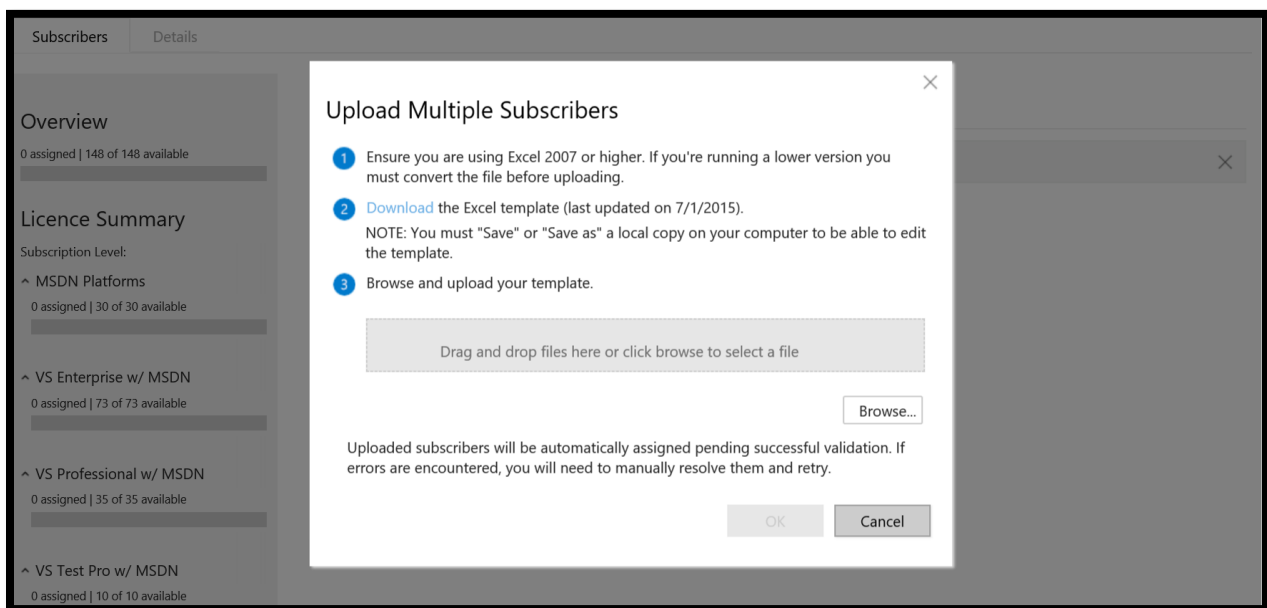 Subscribers
Details
Overview
0 assigned | 148 of 148 available
Licence Summary
Subscription Level:
MSDN Platforms
0 assigned | 30 of 30 available
VS Enterprise w/ MSDN
0 assigned | 73 of 73 available
VS Professional w/ MSDN
0 assigned | 35 of 35 available
VS Test Pro w/ MSDN
0 assigned | 10 of 10 available
Upload Multiple Subscribers
1 Ensure you are using Excel 2007 or higher. If you're running a lower version you
must convert the file before uploading.
2 Download the Excel template (last updated on 7/1/2015).
NOTE: You must "Save" or "Save as" a local copy on your computer to be able to edit
the template.
3 Browse and upload your template.
Drag and drop files here or click browse to select a file
Browse...
Uploaded subscribers will be automatically assigned pending successful validation. If
errors are encountered, you will need to manually resolve them and retry.
OK
Cancel